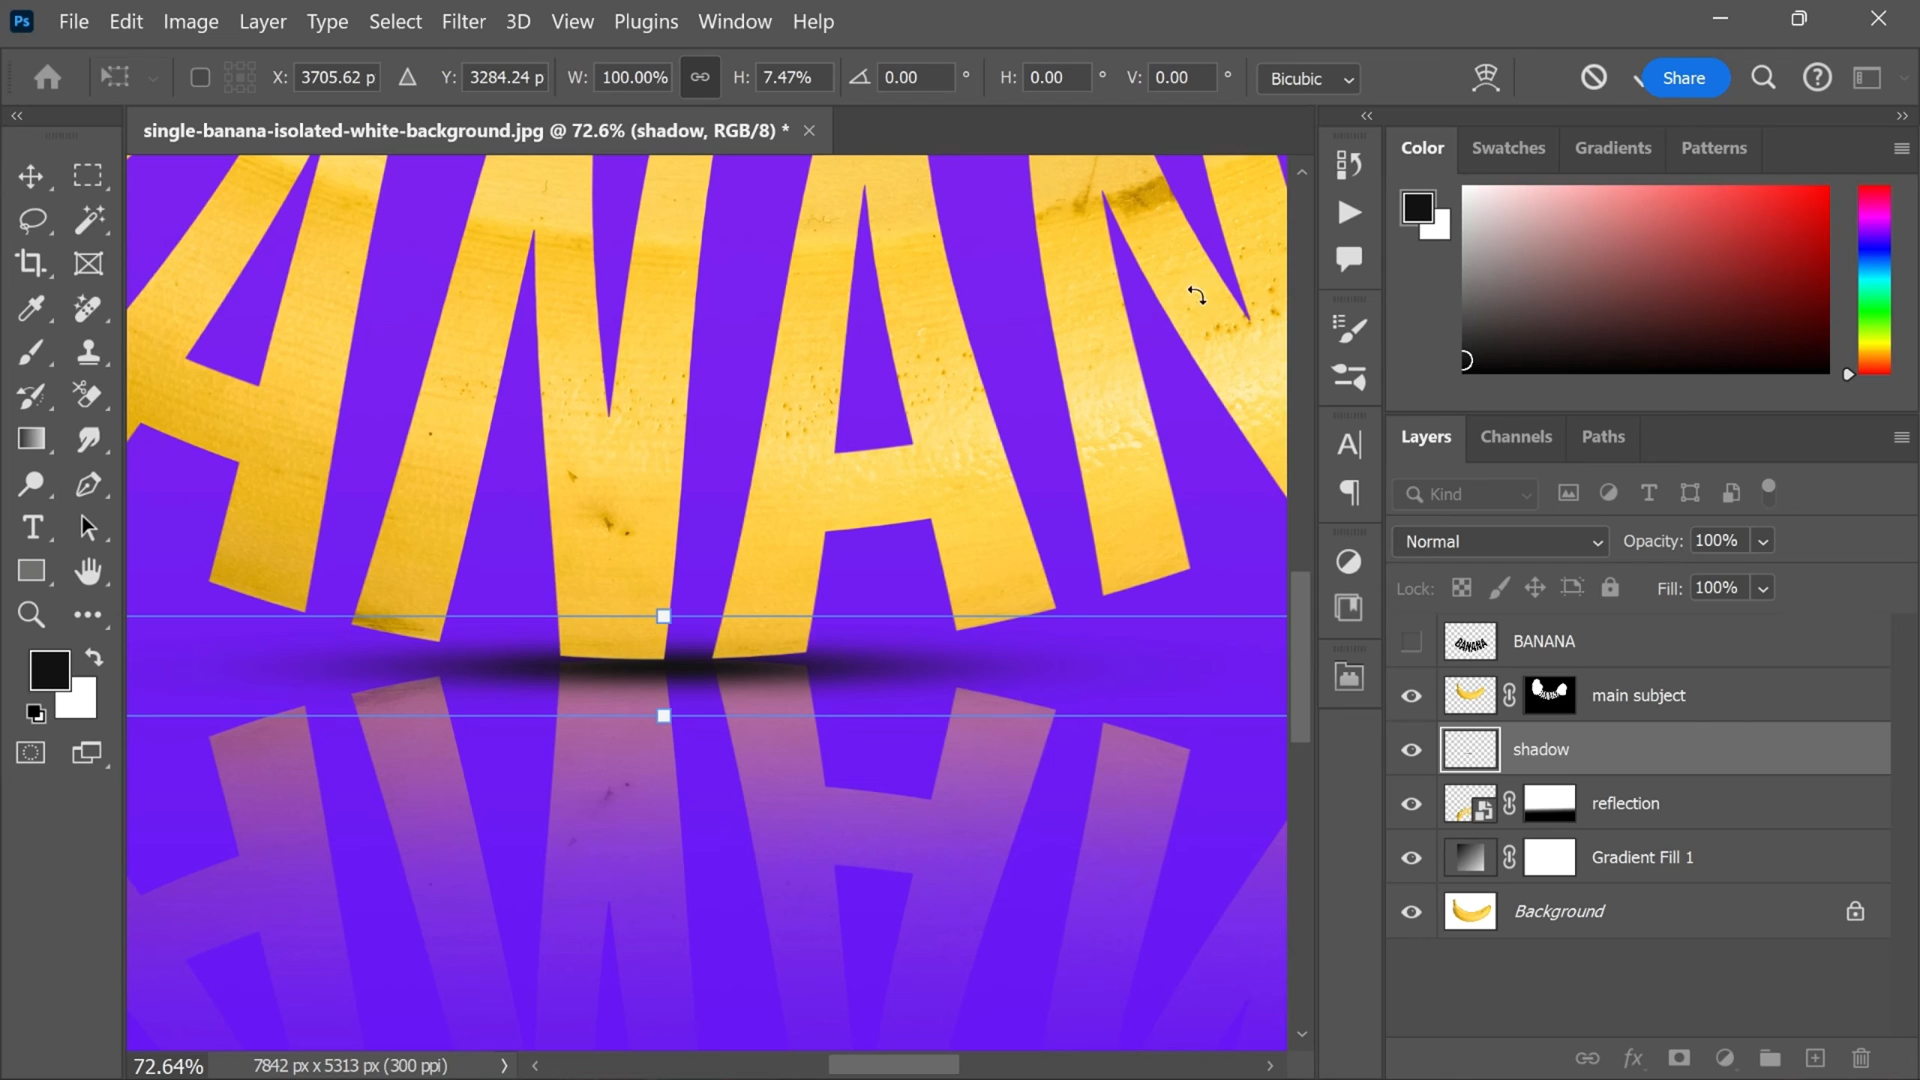 Ps File Edit Image Layer Select Filter 3D View Plugins Window Help
X: 3705.62 p Y: 3284.24 p W: 100.00% H: 7.47% 0.00 ° H: 0.00 ° V: 0.00 ° Bicubic Share
single-banana-isolated-white-background.jpg @ 72.6% (shadow, RGB/8) *
Color Swatches Gradients Patterns
Layers Channels Paths
Kind
Normal Opacity: 100%
Lock: Fill: 100%
BANANA
main subject
shadow
reflection
Gradient Fill 1
Background
ANAN
72.64% 7842 px x 5313 px (300 ppi)